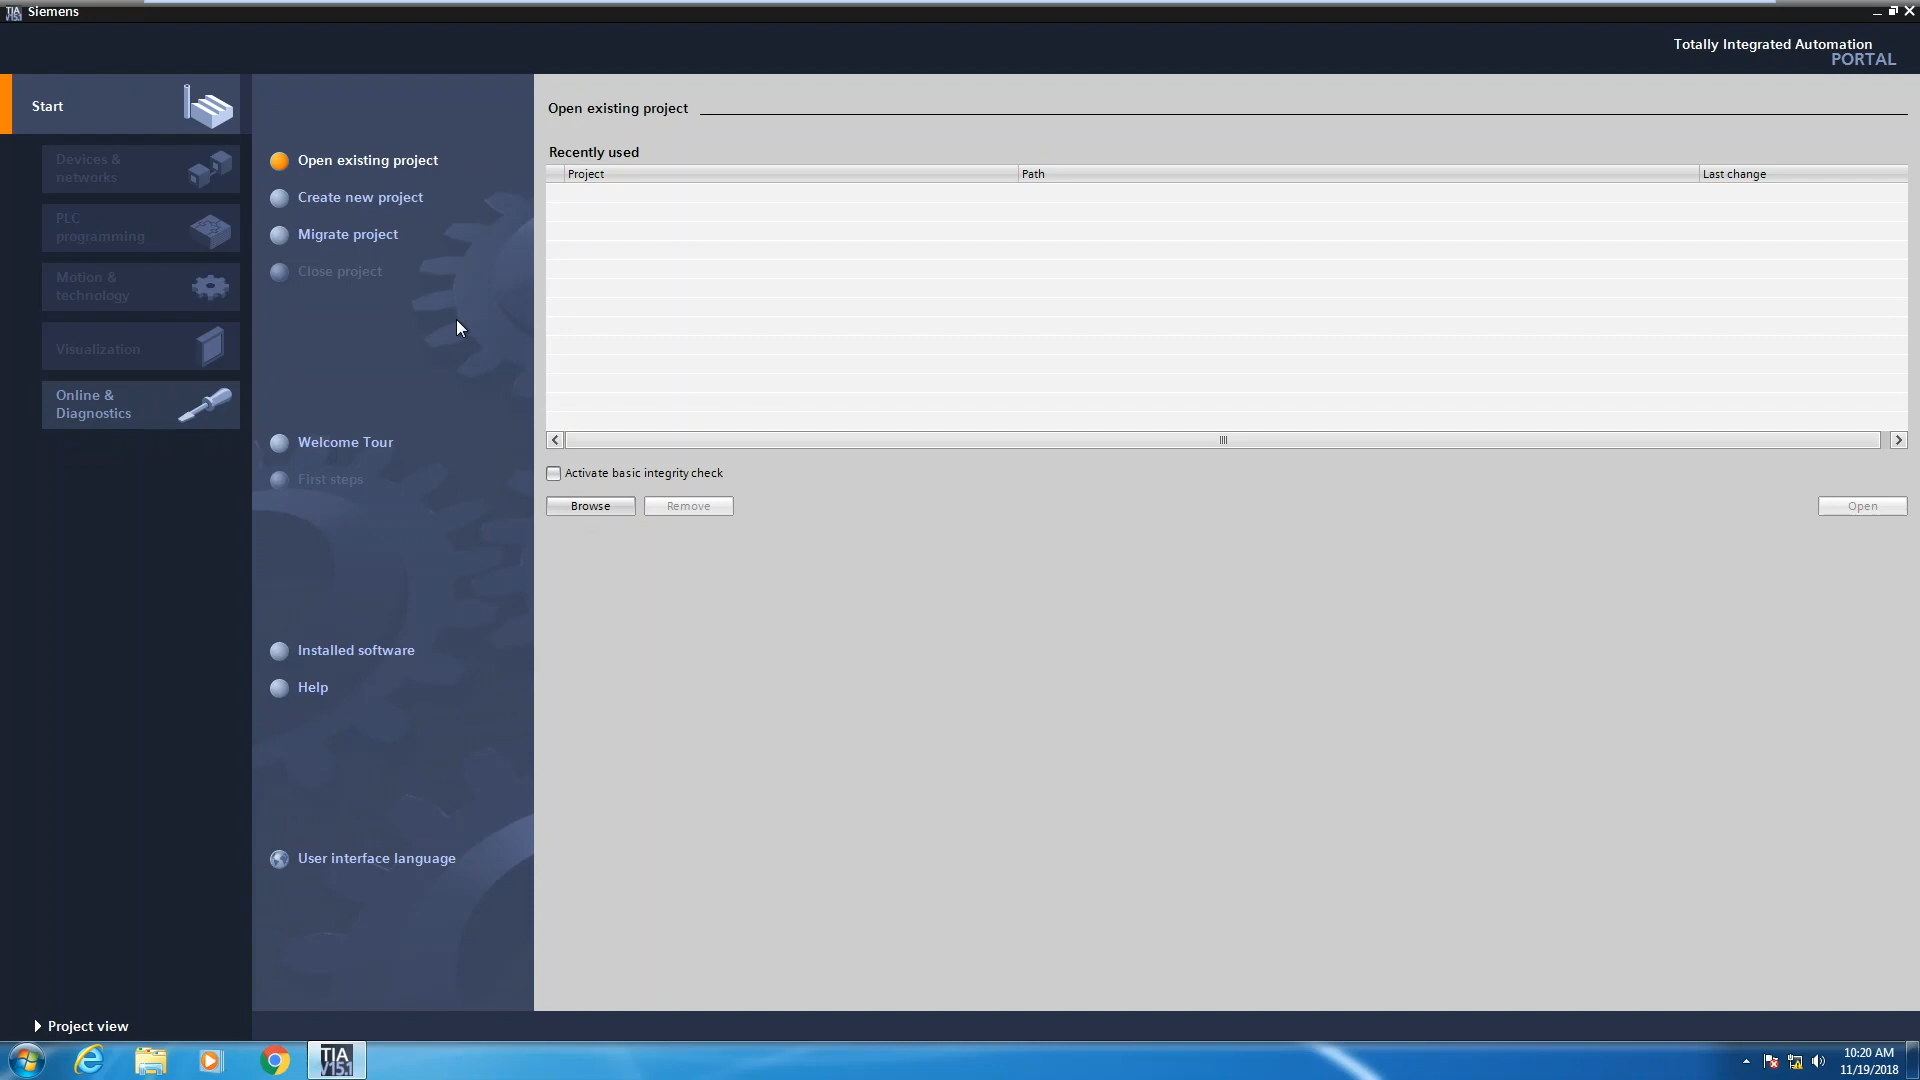 TIA
V15.1
Siemens
Totally Integrated Automation
PORTAL
Start
Devices &
networks
PLC
programming
Motion &
technology
Visualization
Online &
Diagnostics
Open existing project
Create new project
Migrate project
Close project
Welcome Tour
First steps
Installed software
Help
User interface language
Open existing project
Recently used
Project Path Last change
Activate basic integrity check
Browse Remove Open
Project view
TIA
V15.1
10:20 AM
11/19/2018